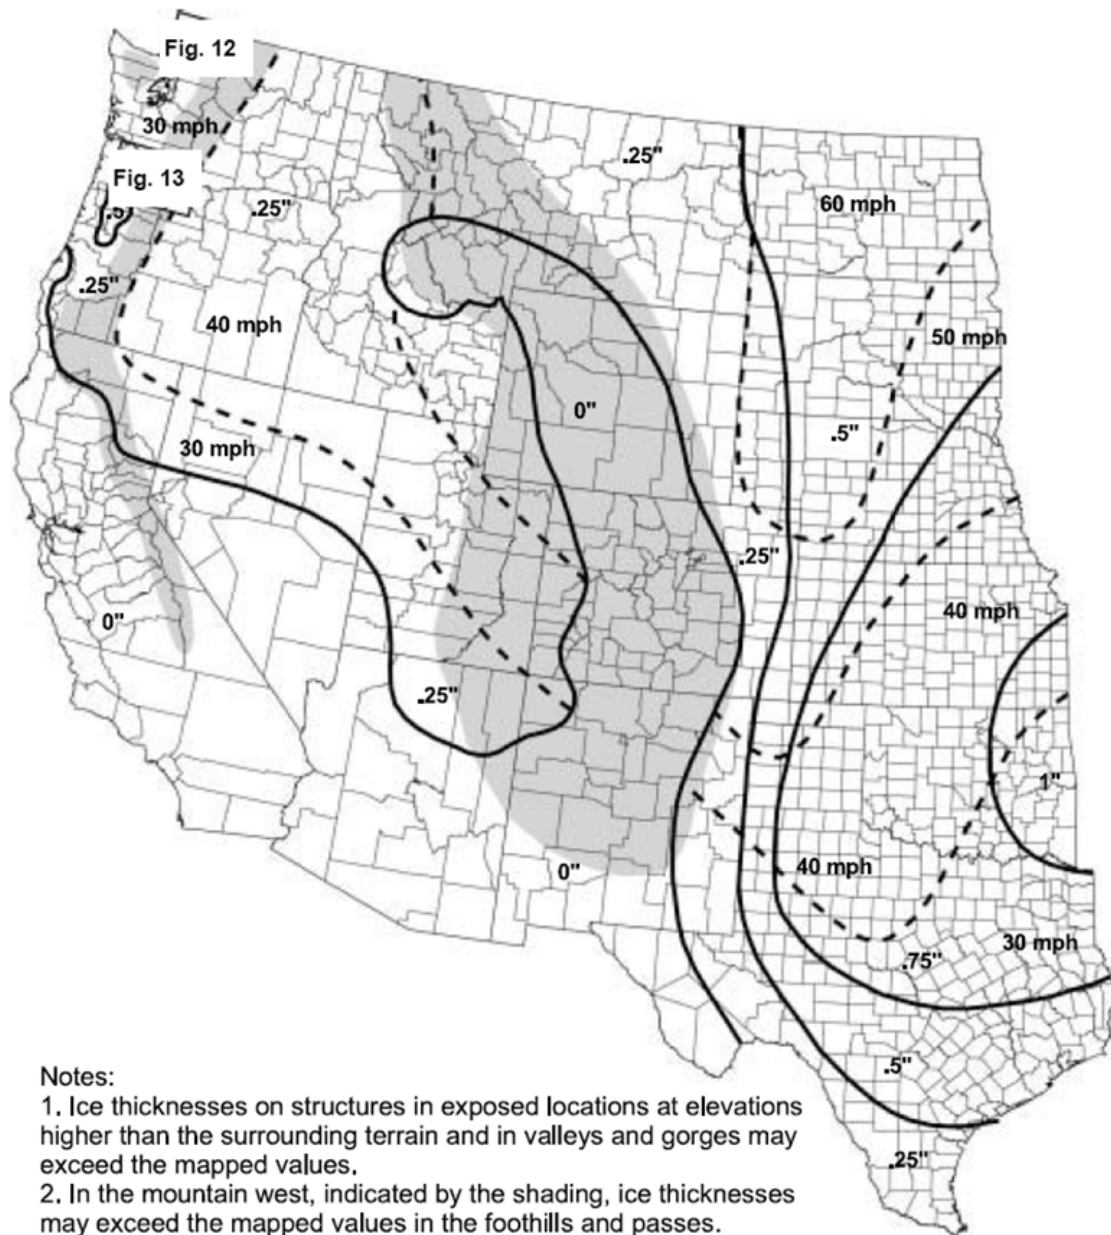 Fig. 12
30 mph
.25"
60 mph
Fig. 13
.5"
.25"
.25"
40 mph
50 mph
0"
30 mph
.5"
.25"
40 mph
0"
.25"
1"
0"
40 mph
30 mph
.75"
.5"
.25"
Notes:
1. Ice thicknesses on structures in exposed locations at elevations
higher than the surrounding terrain and in valleys and gorges may
exceed the mapped values.
2. In the mountain west, indicated by the shading, ice thicknesses
may exceed the mapped values in the foothills and passes.